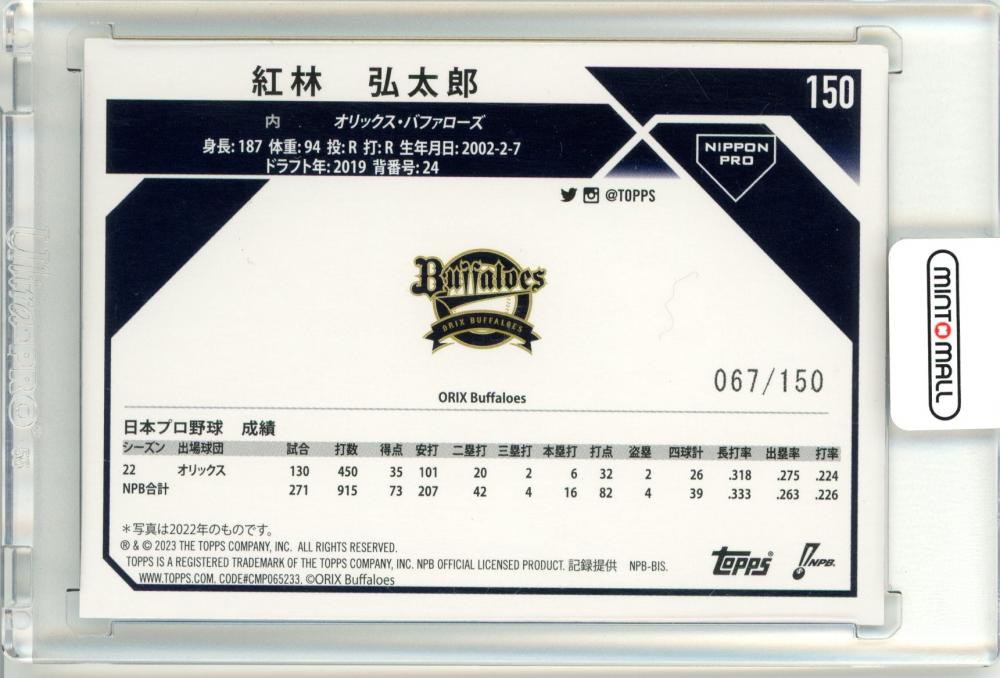 紅林 弘太郎
150
内 オリックス・バファローズ
身長: 187 体重: 94 投: R 打: R 生年月日: 2002-2-7
ドラフト年: 2019 背番号: 24
NIPPON
PRO
@TOPPS
Buffaloes
ORIX BUFFALOES
067/150
ORIX Buffaloes
日本プロ野球 成績
シーズン 出場球団 試合 打数 得点 安打 二塁打 三塁打 本塁打 打点 盗塁 四球計 長打率 出塁率 打率
22 オリックス 130 450 35 101 20 2 6 32 2 26 .318 .275 .224
NPB合計 271 915 73 207 42 4 16 82 4 39 .333 .263 .226
＊写真は2022年のものです。
® & © 2023 THE TOPPS COMPANY, INC. ALL RIGHTS RESERVED.
TOPPS IS A REGISTERED TRADEMARK OF THE TOPPS COMPANY, INC. NPB OFFICIAL LICENSED PRODUCT. 記録提供 NPB-BIS.
WWW.TOPPS.COM. CODE#CMP065233. ©ORIX Buffaloes
Topps®
NPB.
MINT MALL
Ultra PRO®